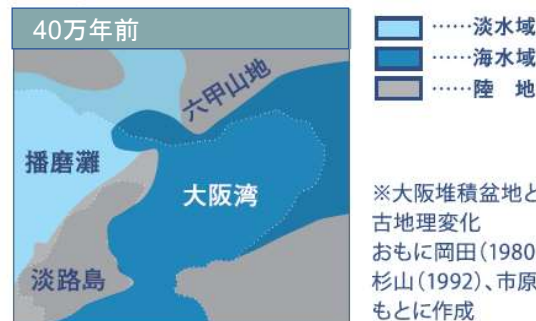 40万年前
……淡水域
……海水域
……陸　地
六甲山地
播磨灘
大阪湾
淡路島
※大阪堆積盆地と
古地理変化
おもに岡田(1980
杉山(1992)、市原
もとに作成